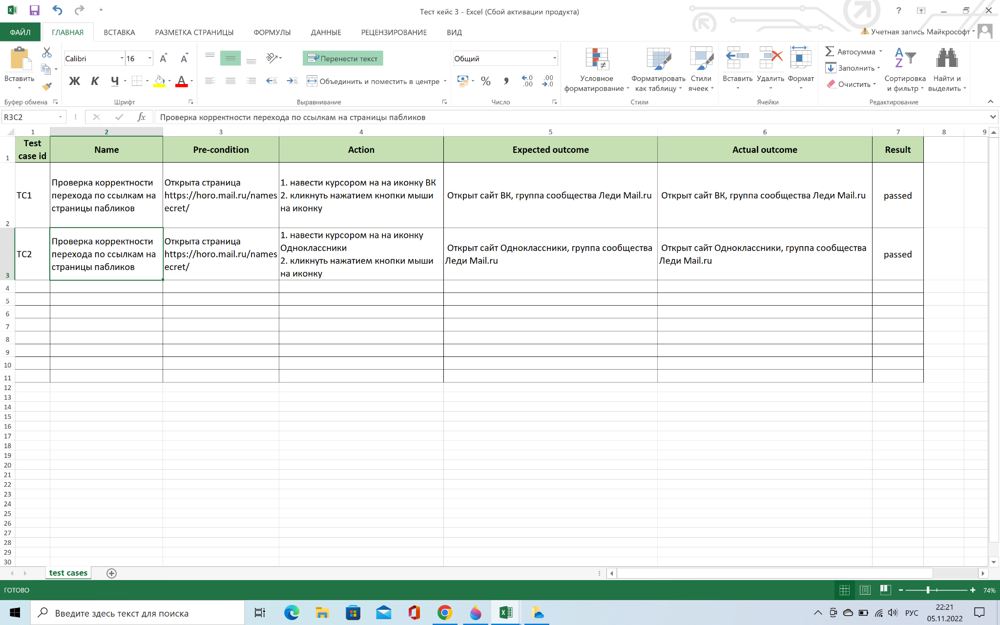 Тест кейс 3 - Excel (Сбой активации продукта)
?
ФАЙЛ ГЛАВНАЯ ВСТАВКА РАЗМЕТКА СТРАНИЦЫ ФОРМУЛЫ ДАННЫЕ РЕЦЕНЗИРОВАНИЕ ВИД Учетная запись Майкрософт
Вставить
Calibri 16 A A
Ж К Ч A
Перенести текст
Объединить и поместить в центре
Общий
% , ,0 ,00 ,00 ,0
Условное форматирование
Форматировать как таблицу
Стили ячеек
Вставить Удалить Формат
Автосумма
Заполнить
Очистить
Сортировка и фильтр
Найти и выделить
Буфер обмена Шрифт Выравнивание Число Стили Ячейки Редактирование
R3C2 fx Проверка корректности перехода по ссылкам на страницы пабликов
1 2 3 4 5 6 7 8 9
1 Test case id Name Pre-condition Action Expected outcome Actual outcome Result
2 TC1
Проверка корректности
перехода по ссылкам на
страницы пабликов
Открыта страница
https://horo.mail.ru/names
ecret/
1. навести курсором на на иконку ВК
2. кликнуть нажатием кнопки мыши
на иконку
Открыт сайт ВК, группа сообщества Леди Mail.ru
Открыт сайт ВК, группа сообщества Леди Mail.ru
passed
3 TC2
Проверка корректности
перехода по ссылкам на
страницы пабликов
Открыта страница
https://horo.mail.ru/names
ecret/
1. навести курсором на на иконку
Одноклассники
2. кликнуть нажатием кнопки мыши
на иконку
Открыт сайт Одноклассники, группа сообщества
Леди Mail.ru
Открыт сайт Одноклассники, группа сообщества
Леди Mail.ru
passed
4
5
6
7
8
9
10
11
12
13
14
15
16
17
18
19
20
21
22
23
24
25
26
27
28
29
30
test cases
ГОТОВО 74%
Введите здесь текст для поиска
РУС
22:21
05.11.2022